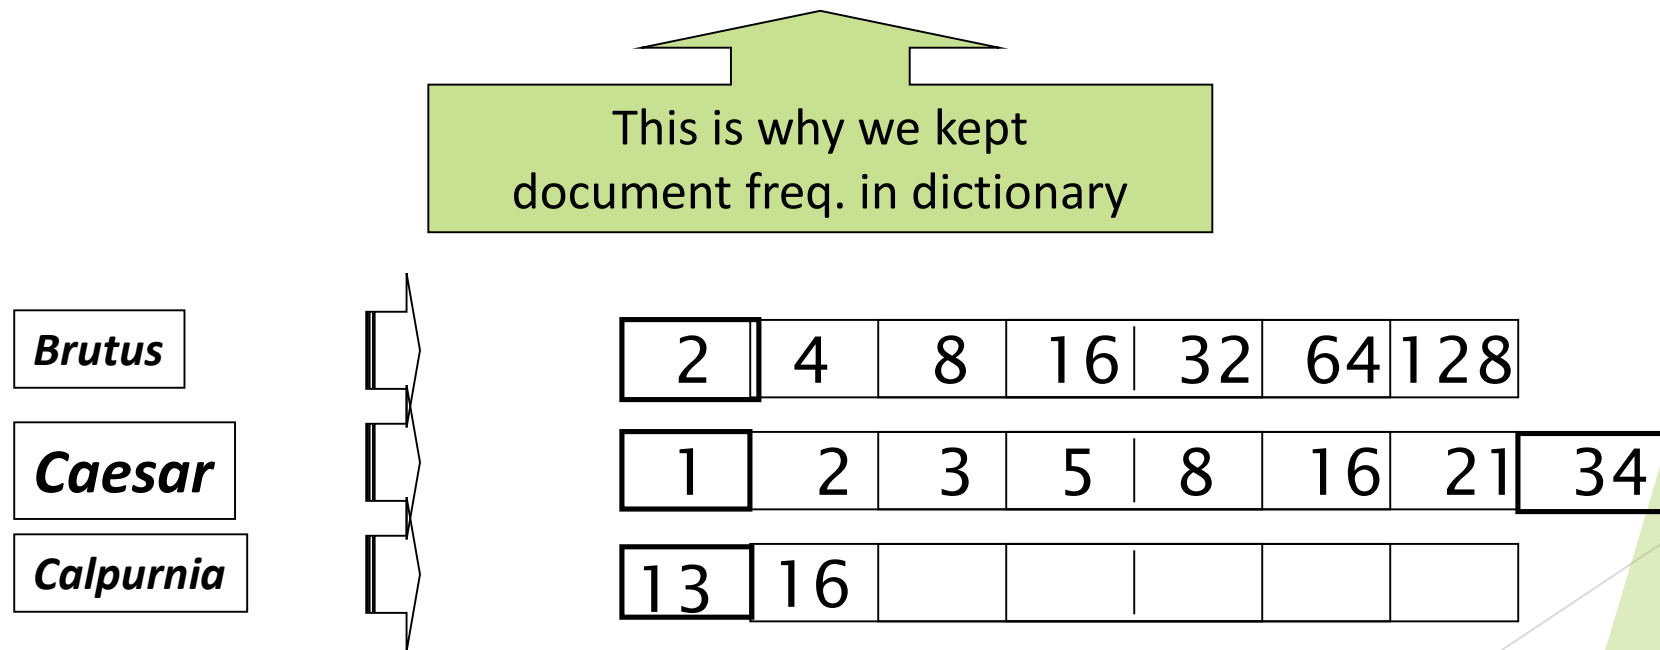 This is why we kept
document freq. in dictionary
Brutus 2 4 8 16 32 64 128
Caesar 1 2 3 5 8 16 21 34
Calpurnia 13 16